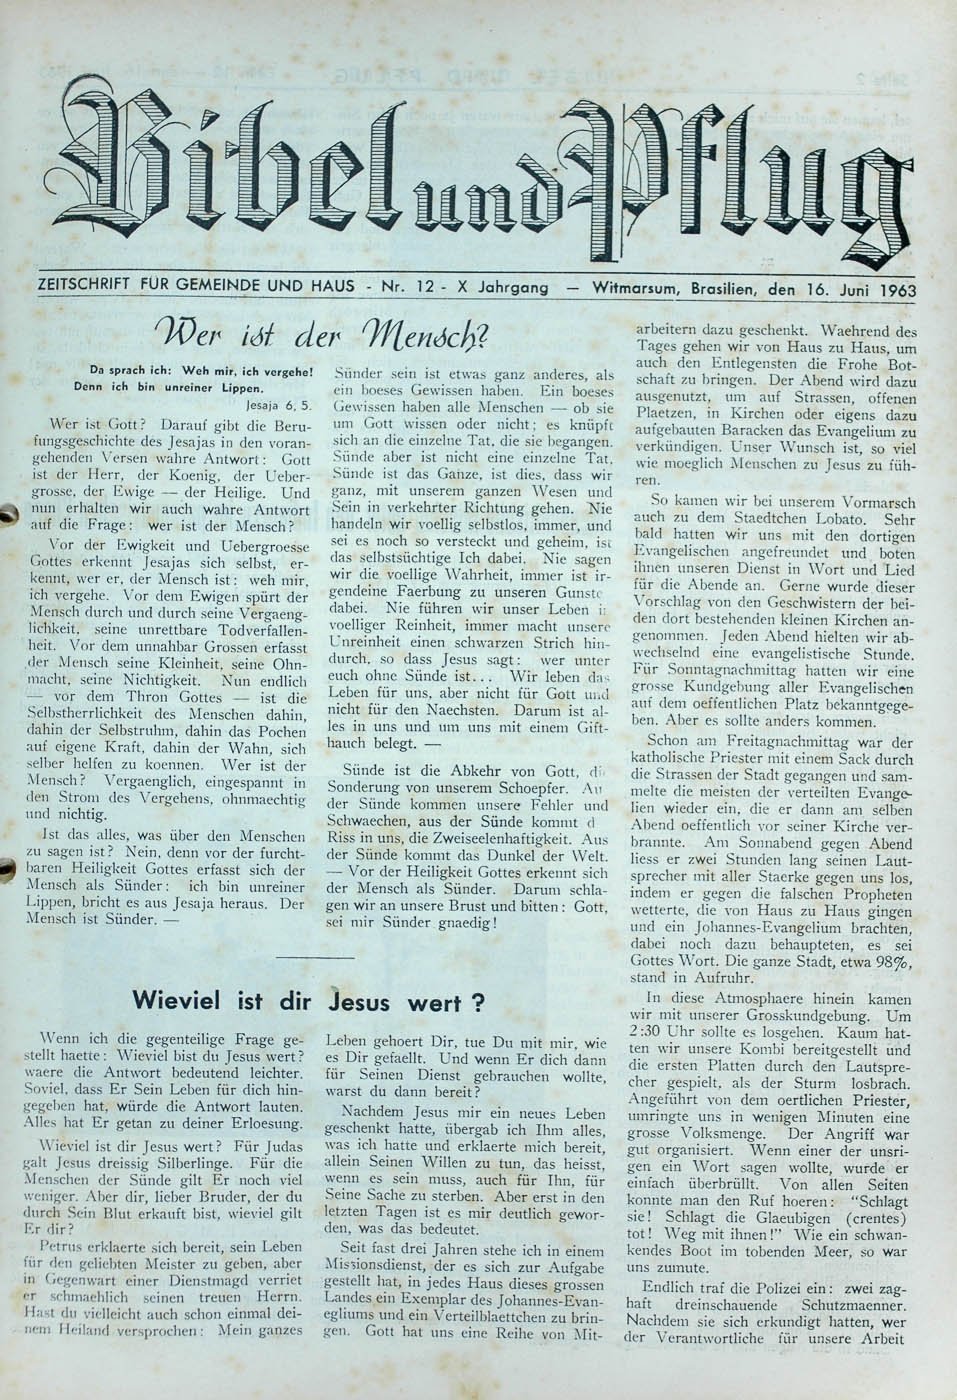 Bibel und Pflug
ZEITSCHRIFT FÜR GEMEINDE UND HAUS - Nr. 12 - X Jahrgang — Witmarsum, Brasilien, den 16. Juni 1963
Wer ist der Mensch?
Da sprach ich: Weh mir, ich vergehe!
Denn ich bin unreiner Lippen.
Jesaja 6, 5.
Wer ist Gott? Darauf gibt die Beru-
fungsgeschichte des Jesajas in den voran-
gehenden Versen wahre Antwort: Gott
ist der Herr, der Koenig, der Ueber-
grosse, der Ewige — der Heilige. Und
nun erhalten wir auch wahre Antwort
auf die Frage: wer ist der Mensch?
Vor der Ewigkeit und Uebergroesse
Gottes erkennt Jesajas sich selbst, er-
kennt, wer er, der Mensch ist: weh mir,
ich vergehe. Vor dem Ewigen spürt der
Mensch durch und durch seine Vergaeng-
lichkeit, seine unrettbare Todverfallen-
heit. Vor dem unnahbar Grossen erfasst
der Mensch seine Kleinheit, seine Ohn-
macht, seine Nichtigkeit. Nun endlich
— vor dem Thron Gottes — ist die
Selbstherrlichkeit des Menschen dahin,
dahin der Selbstruhm, dahin das Pochen
auf eigene Kraft, dahin der Wahn, sich
selber helfen zu koennen. Wer ist der
Mensch? Vergaenglich, eingespannt in
den Strom des Vergehens, ohnmaechtig
und nichtig.
Ist das alles, was über den Menschen
zu sagen ist? Nein, denn vor der furcht-
baren Heiligkeit Gottes erfasst sich der
Mensch als Sünder: ich bin unreiner
Lippen, bricht es aus Jesaja heraus. Der
Mensch ist Sünder. —
Sünder sein ist etwas ganz anderes, als
ein boeses Gewissen haben. Ein boeses
Gewissen haben alle Menschen — ob sie
um Gott wissen oder nicht; es knüpft
sich an die einzelne Tat, die sie begangen.
Sünde aber ist nicht eine einzelne Tat.
Sünde ist das Ganze, ist dies, dass wir
ganz, mit unserem ganzen Wesen und
Sein in verkehrter Richtung gehen. Nie
handeln wir voellig selbstlos, immer, und
sei es noch so versteckt und geheim, ist
das selbstsüchtige Ich dabei. Nie sagen
wir die voellige Wahrheit, immer ist ir-
gendeine Faerbung zu unseren Gunste
dabei. Nie führen wir unser Leben i
voelliger Reinheit, immer macht unsere
Unreinheit einen schwarzen Strich hin-
durch, so dass Jesus sagt: wer unter
euch ohne Sünde ist... Wir leben das
Leben für uns, aber nicht für Gott und
nicht für den Naechsten. Darum ist al-
les in uns und um uns mit einem Gift-
hauch belegt. —
Sünde ist die Abkehr von Gott, di
Sonderung von unserem Schoepfer. Au
der Sünde kommen unsere Fehler und
Schwaechen, aus der Sünde kommt d
Riss in uns, die Zweiseelenhaftigkeit. Aus
der Sünde kommt das Dunkel der Welt.
— Vor der Heiligkeit Gottes erkennt sich
der Mensch als Sünder. Darum schla-
gen wir an unsere Brust und bitten: Gott,
sei mir Sünder gnaedig!
Wieviel ist dir Jesus wert?
Wenn ich die gegenteilige Frage ge-
stellt haette: Wieviel bist du Jesus wert?
waere die Antwort bedeutend leichter.
Soviel, dass Er Sein Leben für dich hin-
gegeben hat, würde die Antwort lauten.
Alles hat Er getan zu deiner Erloesung.
Wieviel ist dir Jesus wert? Für Judas
galt Jesus dreissig Silberlinge. Für die
Menschen der Sünde gilt Er noch viel
weniger. Aber dir, lieber Bruder, der du
durch Sein Blut erkauft bist, wieviel gilt
Er dir?
Petrus erklaerte sich bereit, sein Leben
für den geliebten Meister zu geben, aber
in Gegenwart einer Dienstmagd verriet
er schmaehlich seinen treuen Herrn.
Hast du vielleicht auch schon einmal dei-
nem Heiland versprochen: Mein ganzes
Leben gehoert Dir, tue Du mit mir, wie
es Dir gefaellt. Und wenn Er dich dann
für Seinen Dienst gebrauchen wollte,
warst du dann bereit?
Nachdem Jesus mir ein neues Leben
geschenkt hatte, übergab ich Ihm alles,
was ich hatte und erklaerte mich bereit,
allein Seinen Willen zu tun, das heisst,
wenn es sein muss, auch für Ihn, für
Seine Sache zu sterben. Aber erst in den
letzten Tagen ist es mir deutlich gewor-
den, was das bedeutet.
Seit fast drei Jahren stehe ich in einem
Missionsdienst, der es sich zur Aufgabe
gestellt hat, in jedes Haus dieses grossen
Landes ein Exemplar des Johannes-Evan-
egliums und ein Verteilblaettchen zu brin-
gen. Gott hat uns eine Reihe von Mit-
arbeitern dazu geschenkt. Waehrend des
Tages gehen wir von Haus zu Haus, um
auch den Entlegensten die Frohe Bot-
schaft zu bringen. Der Abend wird dazu
ausgenutzt, um auf Strassen, offenen
Plaetzen, in Kirchen oder eigens dazu
aufgebauten Baracken das Evangelium zu
verkündigen. Unser Wunsch ist, so viel
wie moeglich Menschen zu Jesus zu füh-
ren.
So kamen wir bei unserem Vormarsch
auch zu dem Staedtchen Lobato. Sehr
bald hatten wir uns mit den dortigen
Evangelischen angefreundet und boten
ihnen unseren Dienst in Wort und Lied
für die Abende an. Gerne wurde dieser
Vorschlag von den Geschwistern der bei-
den dort bestehenden kleinen Kirchen an-
genommen. Jeden Abend hielten wir ab-
wechselnd eine evangelistische Stunde.
Für Sonntagnachmittag hatten wir eine
grosse Kundgebung aller Evangelischen
auf dem oeffentlichen Platz bekanntgege-
ben. Aber es sollte anders kommen.
Schon am Freitagnachmittag war der
katholische Priester mit einem Sack durch
die Strassen der Stadt gegangen und sam-
melte die meisten der verteilten Evange-
lien wieder ein, die er dann am selben
Abend oeffentlich vor seiner Kirche ver-
brannte. Am Sonnabend gegen Abend
liess er zwei Stunden lang seinen Laut-
sprecher mit aller Staerke gegen uns los,
indem er gegen die falschen Propheten
wetterte, die von Haus zu Haus gingen
und ein Johannes-Evangelium brachten,
dabei noch dazu behaupteten, es sei
Gottes Wort. Die ganze Stadt, etwa 98%,
stand in Aufruhr.
In diese Atmosphaere hinein kamen
wir mit unserer Grosskundgebung. Um
2:30 Uhr sollte es losgehen. Kaum hat-
ten wir unsere Kombi bereitgestellt und
die ersten Platten durch den Lautspre-
cher gespielt, als der Sturm losbrach.
Angeführt von dem oertlichen Priester,
umringte uns in wenigen Minuten eine
grosse Volksmenge. Der Angriff war
gut organisiert. Wenn einer der unsri-
gen ein Wort sagen wollte, wurde er
einfach überbrüllt. Von allen Seiten
konnte man den Ruf hoeren: "Schlagt
sie! Schlagt die Glaeubigen (crentes)
tot! Weg mit ihnen!" Wie ein schwan-
kendes Boot im tobenden Meer, so war
uns zumute.
Endlich traf die Polizei ein: zwei zag-
haft dreinschauende Schutzmaenner.
Nachdem sie sich erkundigt hatten, wer
der Verantwortliche für unsere Arbeit